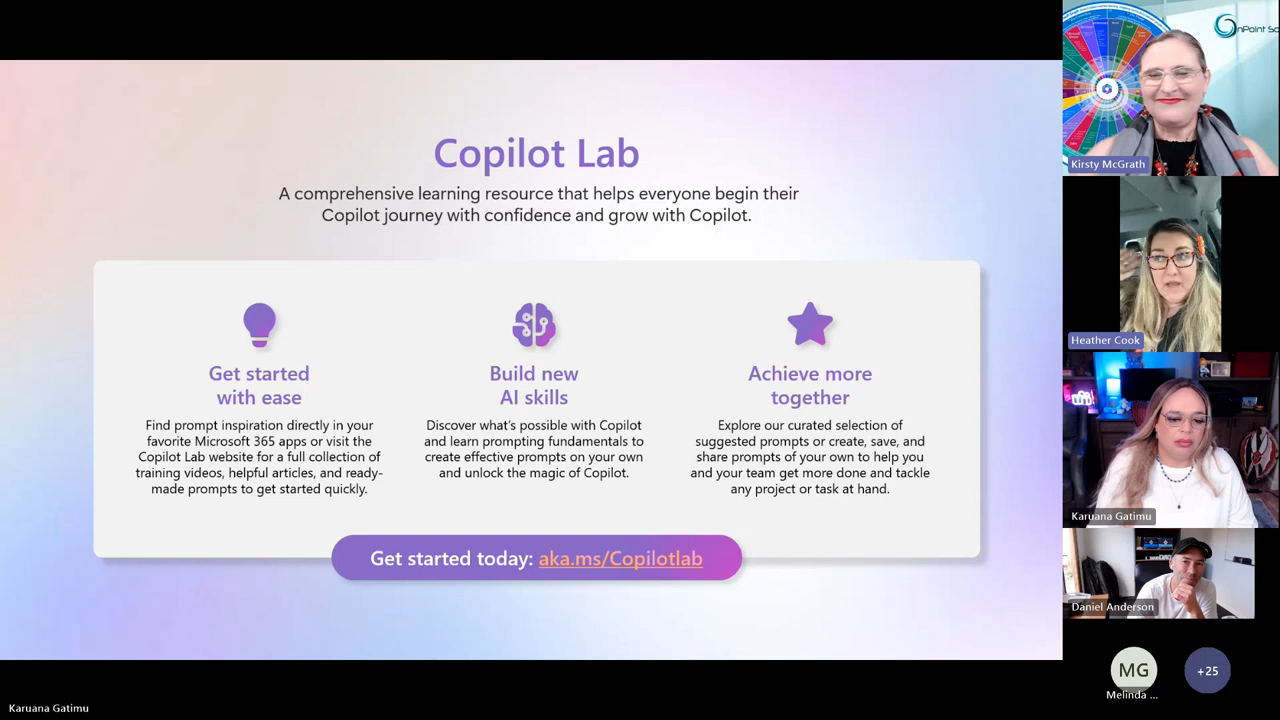 Copilot Lab
A comprehensive learning resource that helps everyone begin their
Copilot journey with confidence and grow with Copilot.
Get started
with ease
Find prompt inspiration directly in your
favorite Microsoft 365 apps or visit the
Copilot Lab website for a full collection of
training videos, helpful articles, and ready-
made prompts to get started quickly.
Build new
AI skills
Discover what's possible with Copilot
and learn prompting fundamentals to
create effective prompts on your own
and unlock the magic of Copilot.
Achieve more
together
Explore our curated selection of
suggested prompts or create, save, and
share prompts of your own to help you
and your team get more done and tackle
any project or task at hand.
Get started today: aka.ms/Copilotlab
Karuana Gatimu
nPoint So
Kirsty McGrath
Heather Cook
Karuana Gatimu
Daniel Anderson
MG
Melinda ...
+25